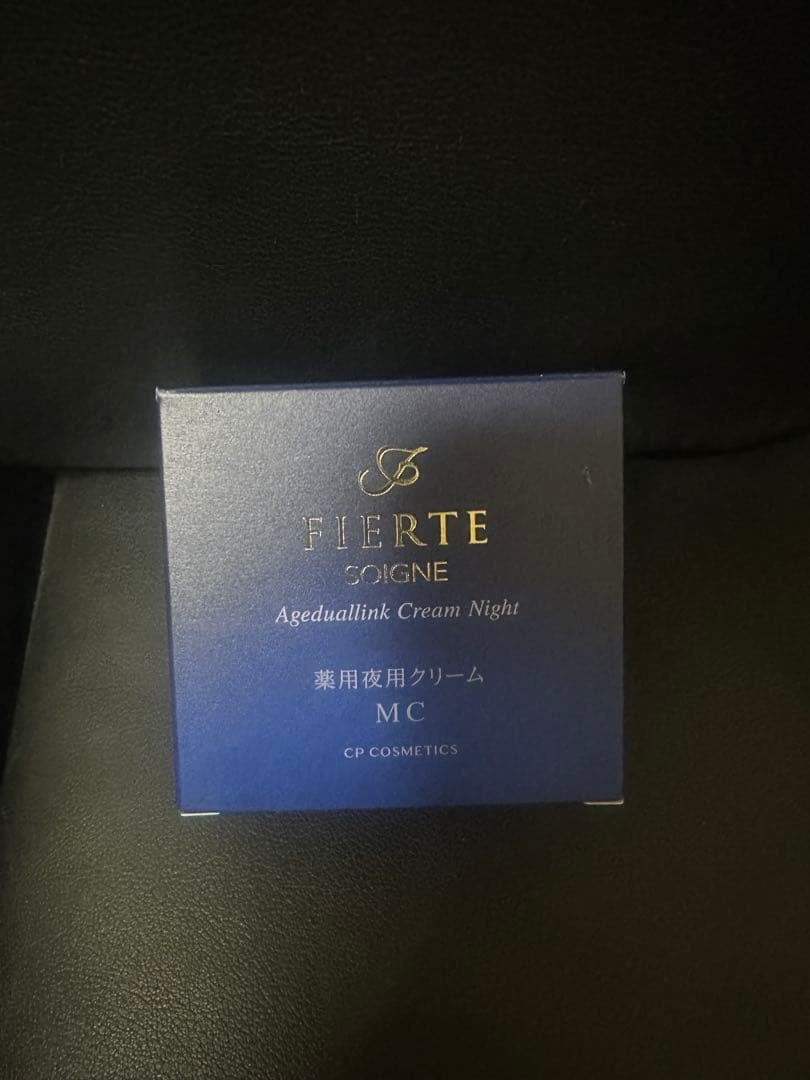 FIERTE
SOIGNE
Ageduallink Cream Night
薬用夜用クリーム
MC
CP COSMETICS